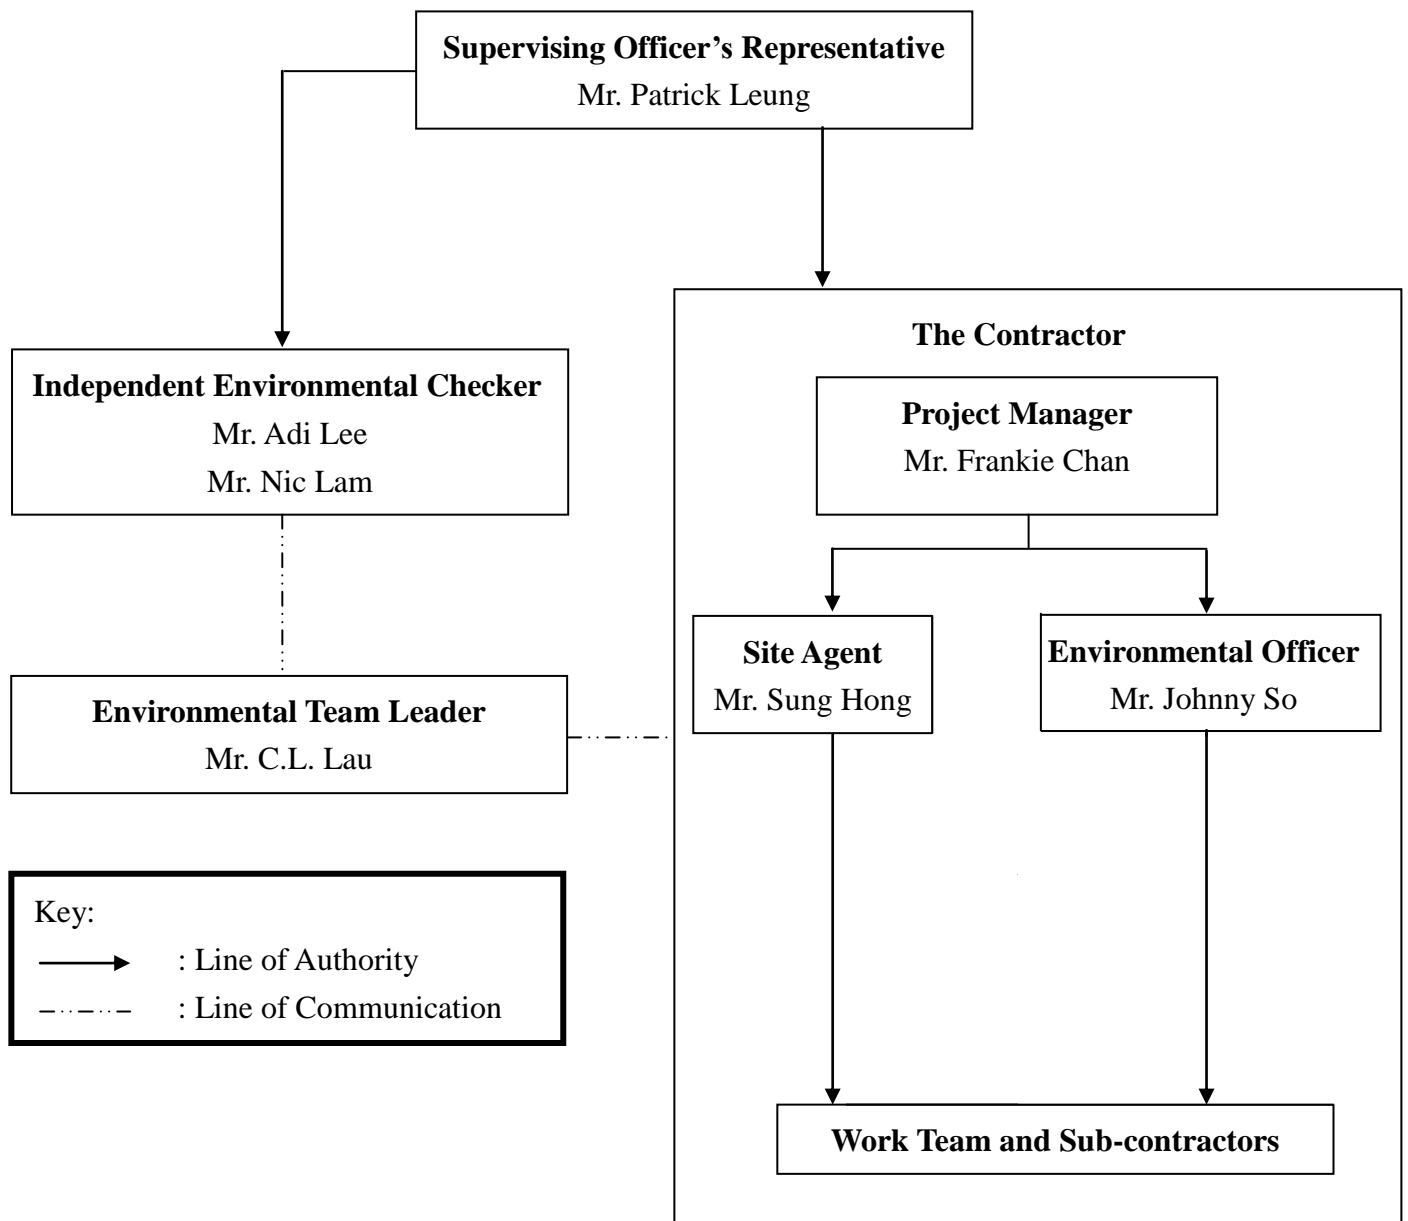 Supervising Officer’s Representative
Mr. Patrick Leung
The Contractor
Independent Environmental Checker
Mr. Adi Lee
Mr. Nic Lam
Project Manager
Mr. Frankie Chan
Site Agent
Mr. Sung Hong
Environmental Officer
Mr. Johnny So
Environmental Team Leader
Mr. C.L. Lau
Key:
: Line of Authority
: Line of Communication
Work Team and Sub-contractors